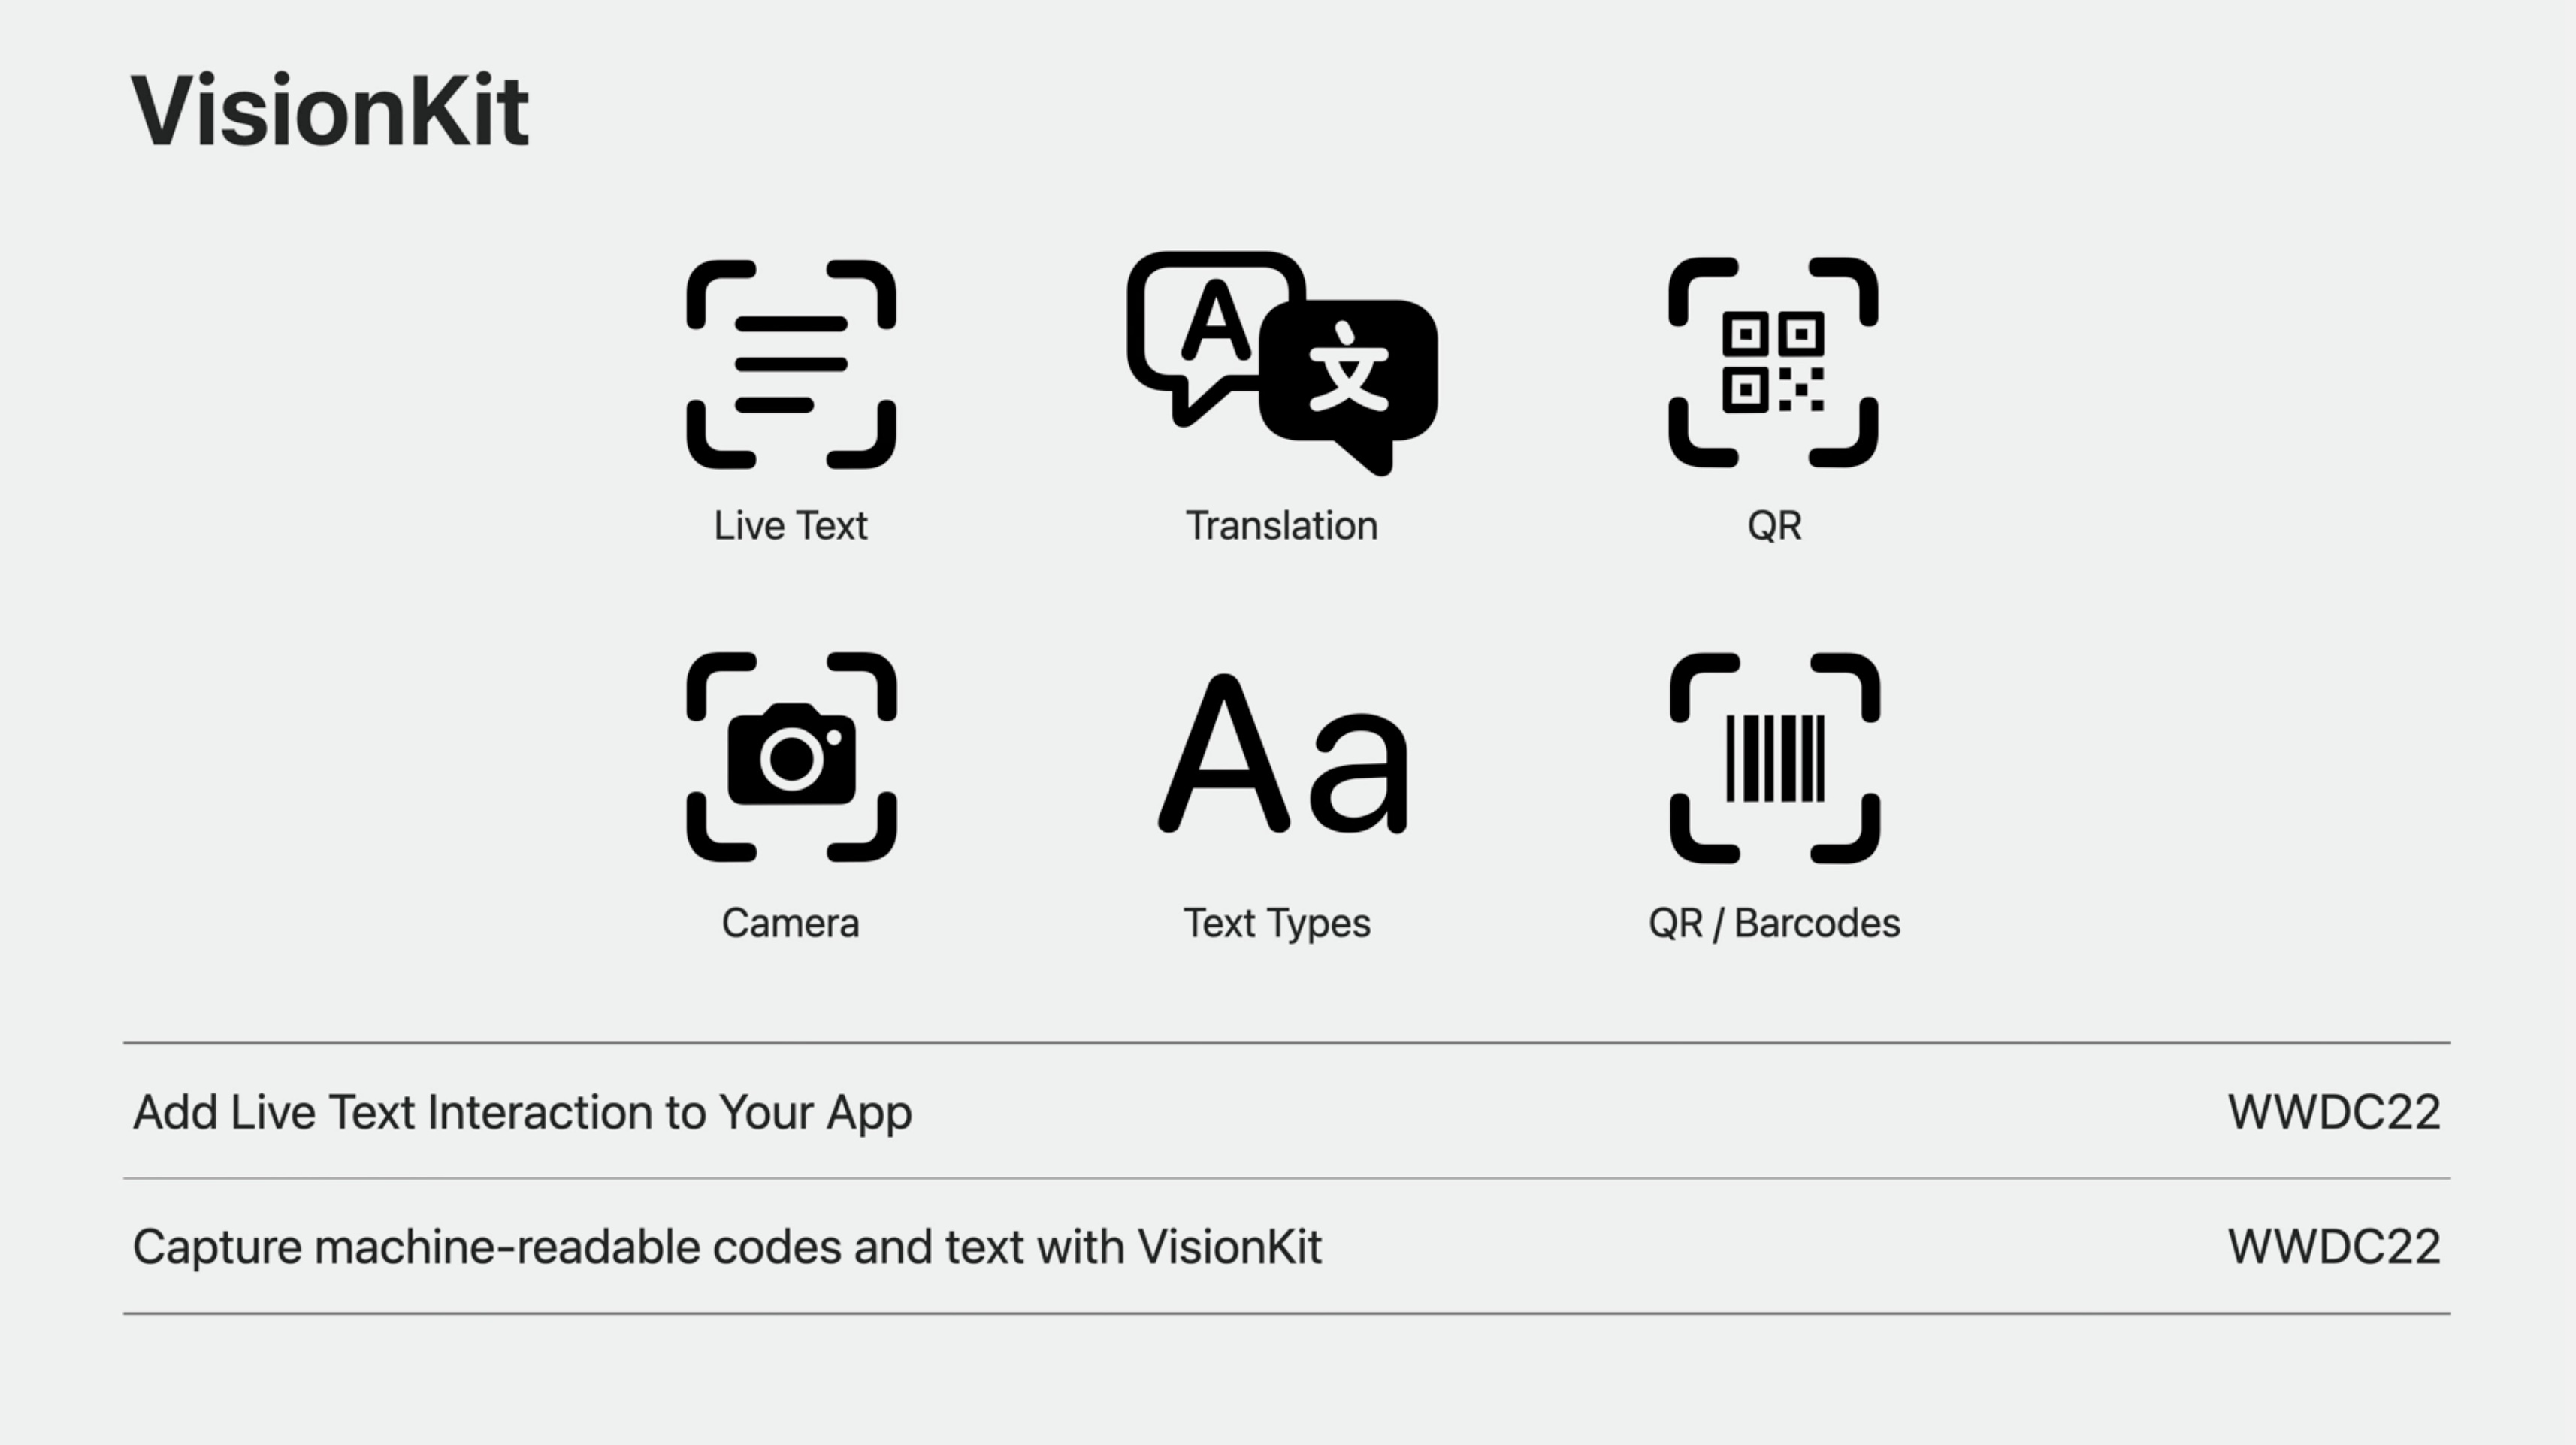 VisionKit
A 文
Live Text
Translation
QR
Aa
Camera
Text Types
QR / Barcodes
Add Live Text Interaction to Your App
WWDC22
Capture machine-readable codes and text with VisionKit
WWDC22